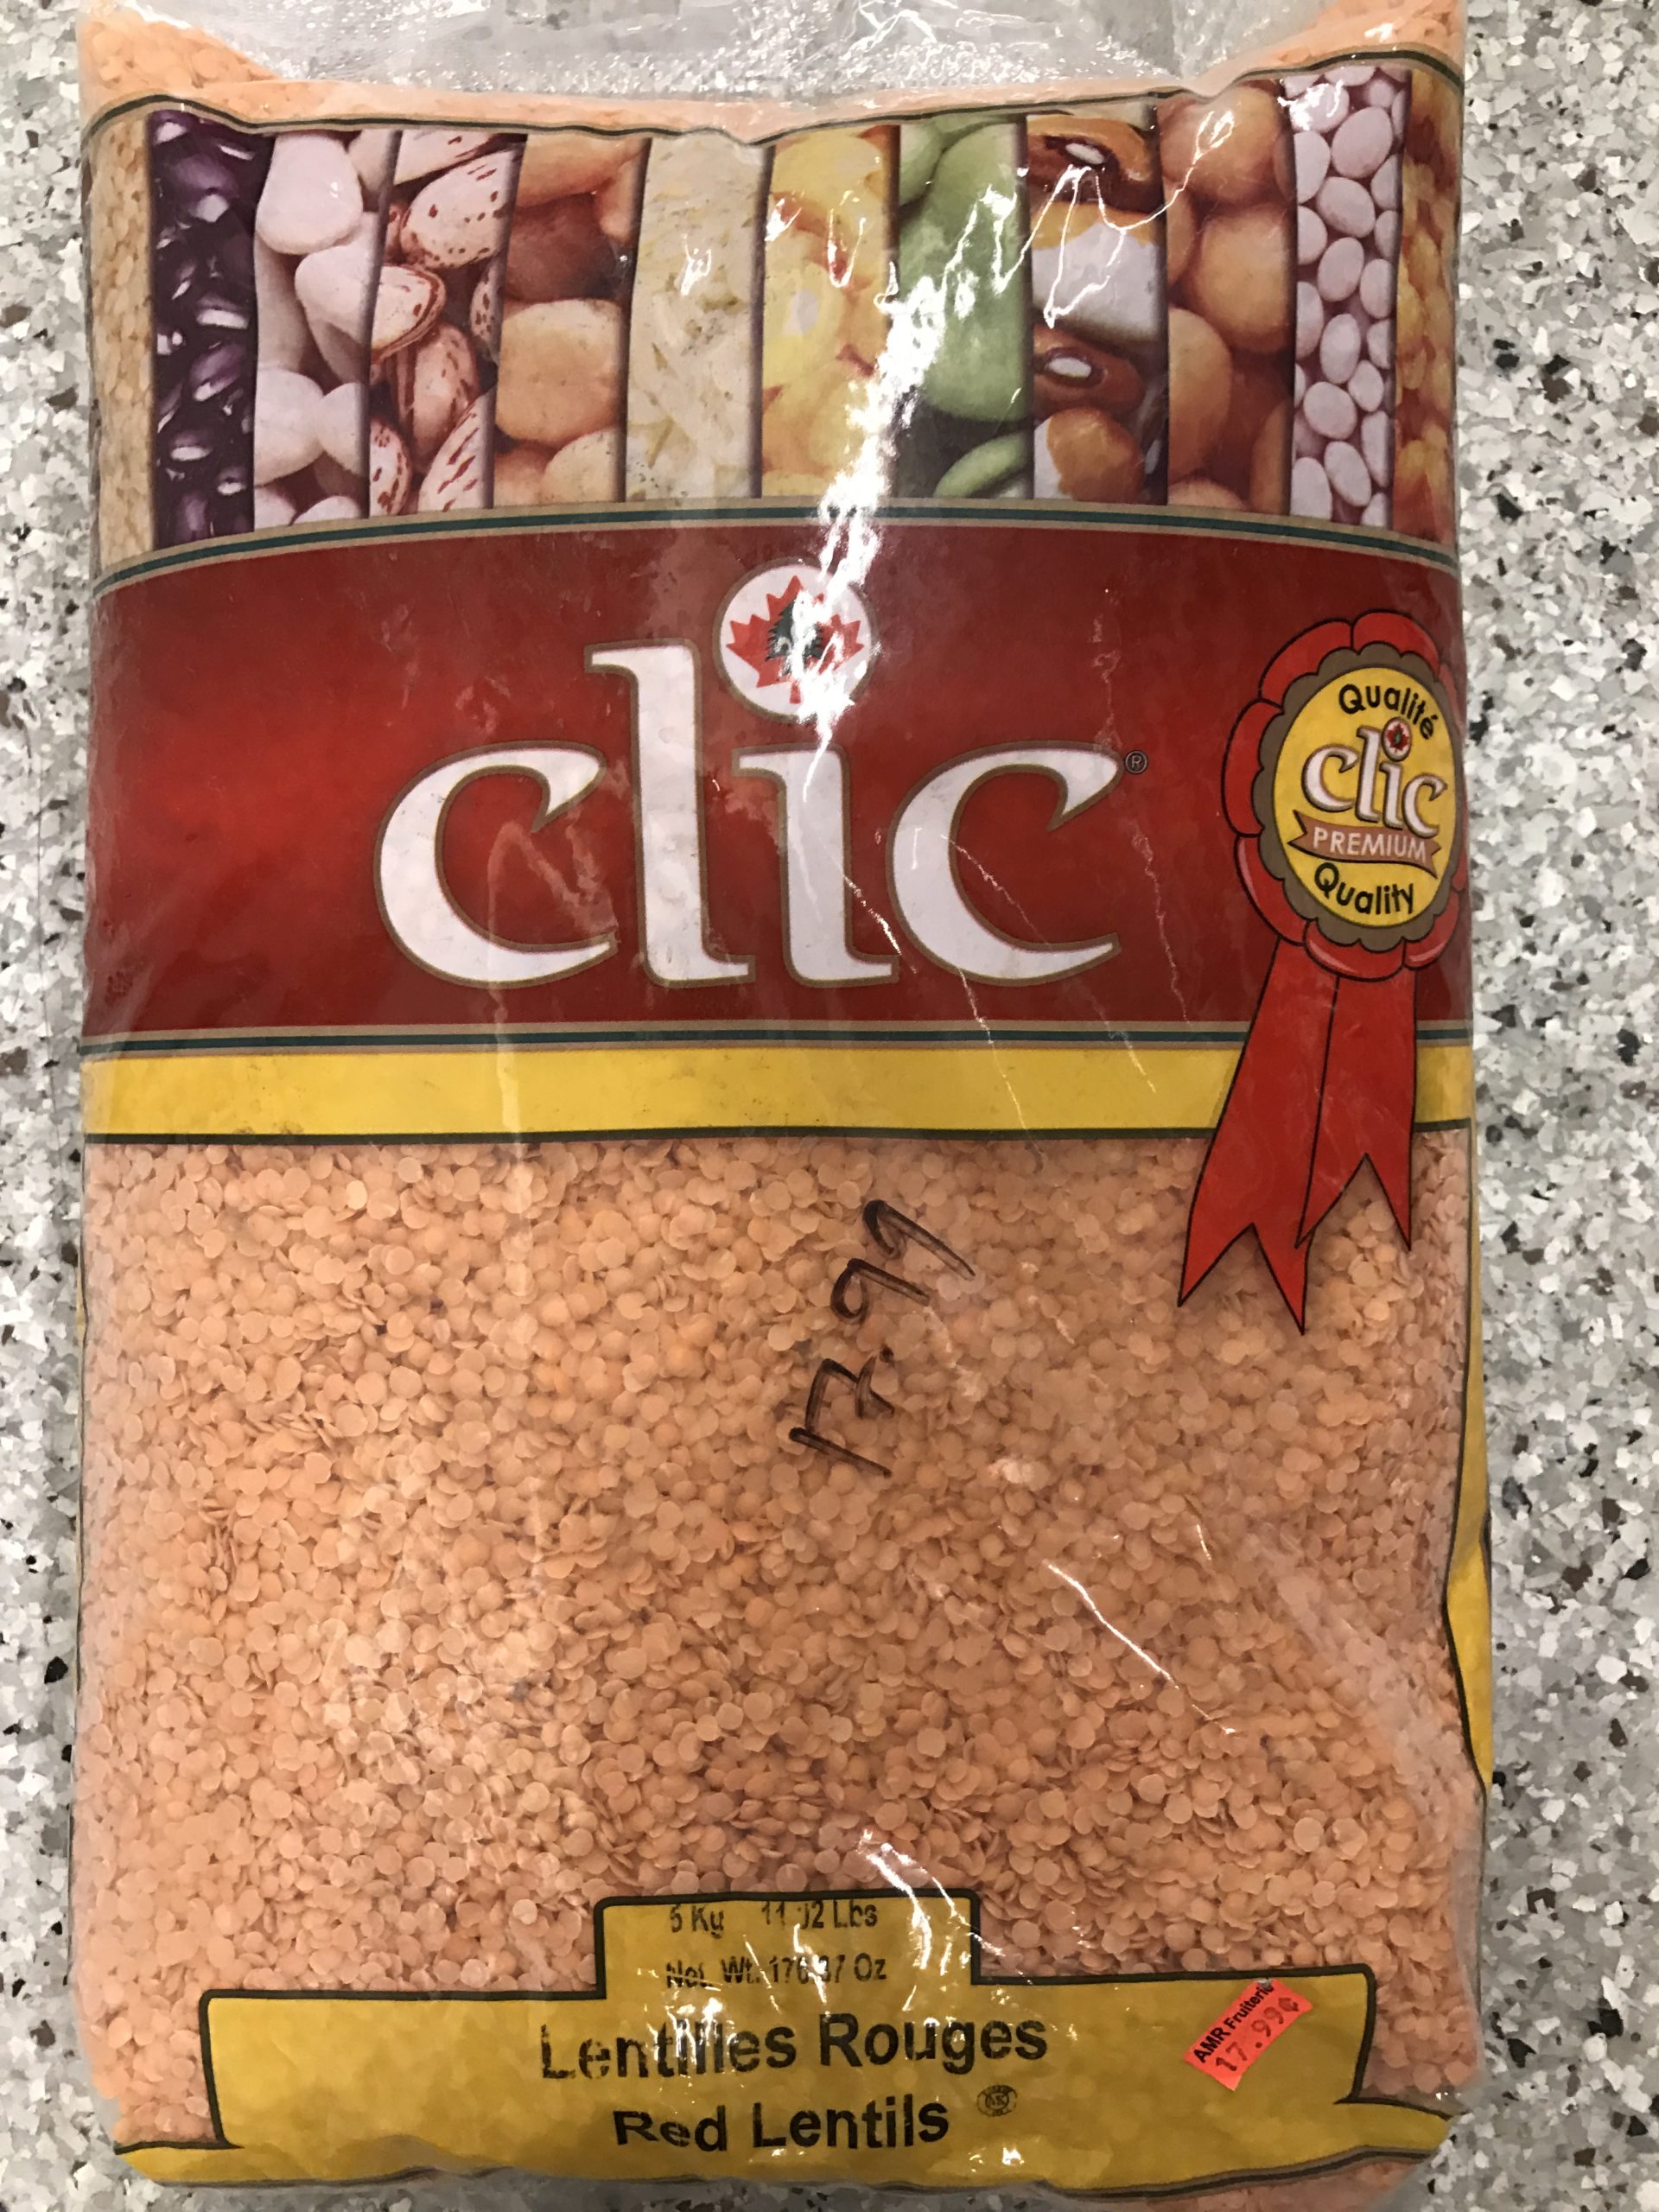 clic®
Qualité
clic
PREMIUM
Quality
17.99
5 Kg 11.02 Lbs
Net Wt. 176.37 Oz
Lentilles Rouges
Red Lentils
AMR Fruiterie
17.99¢